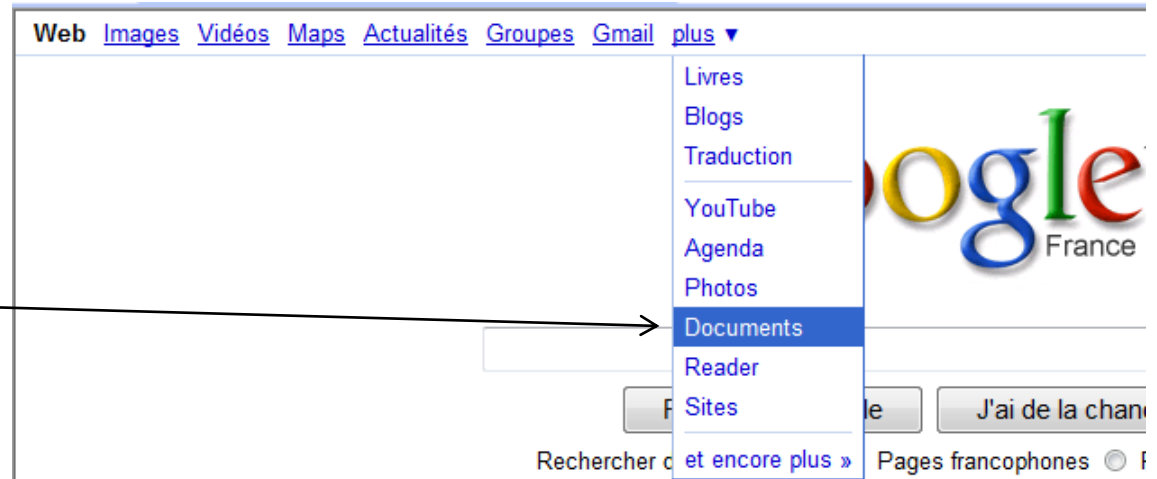 Web Images Vidéos Maps Actualités Groupes Gmail plus ▼
Livres
Blogs
Traduction
YouTube
Agenda
Photos
Documents
Reader
Sites
et encore plus »
ogle
France
J'ai de la chan
Rechercher
Pages francophones